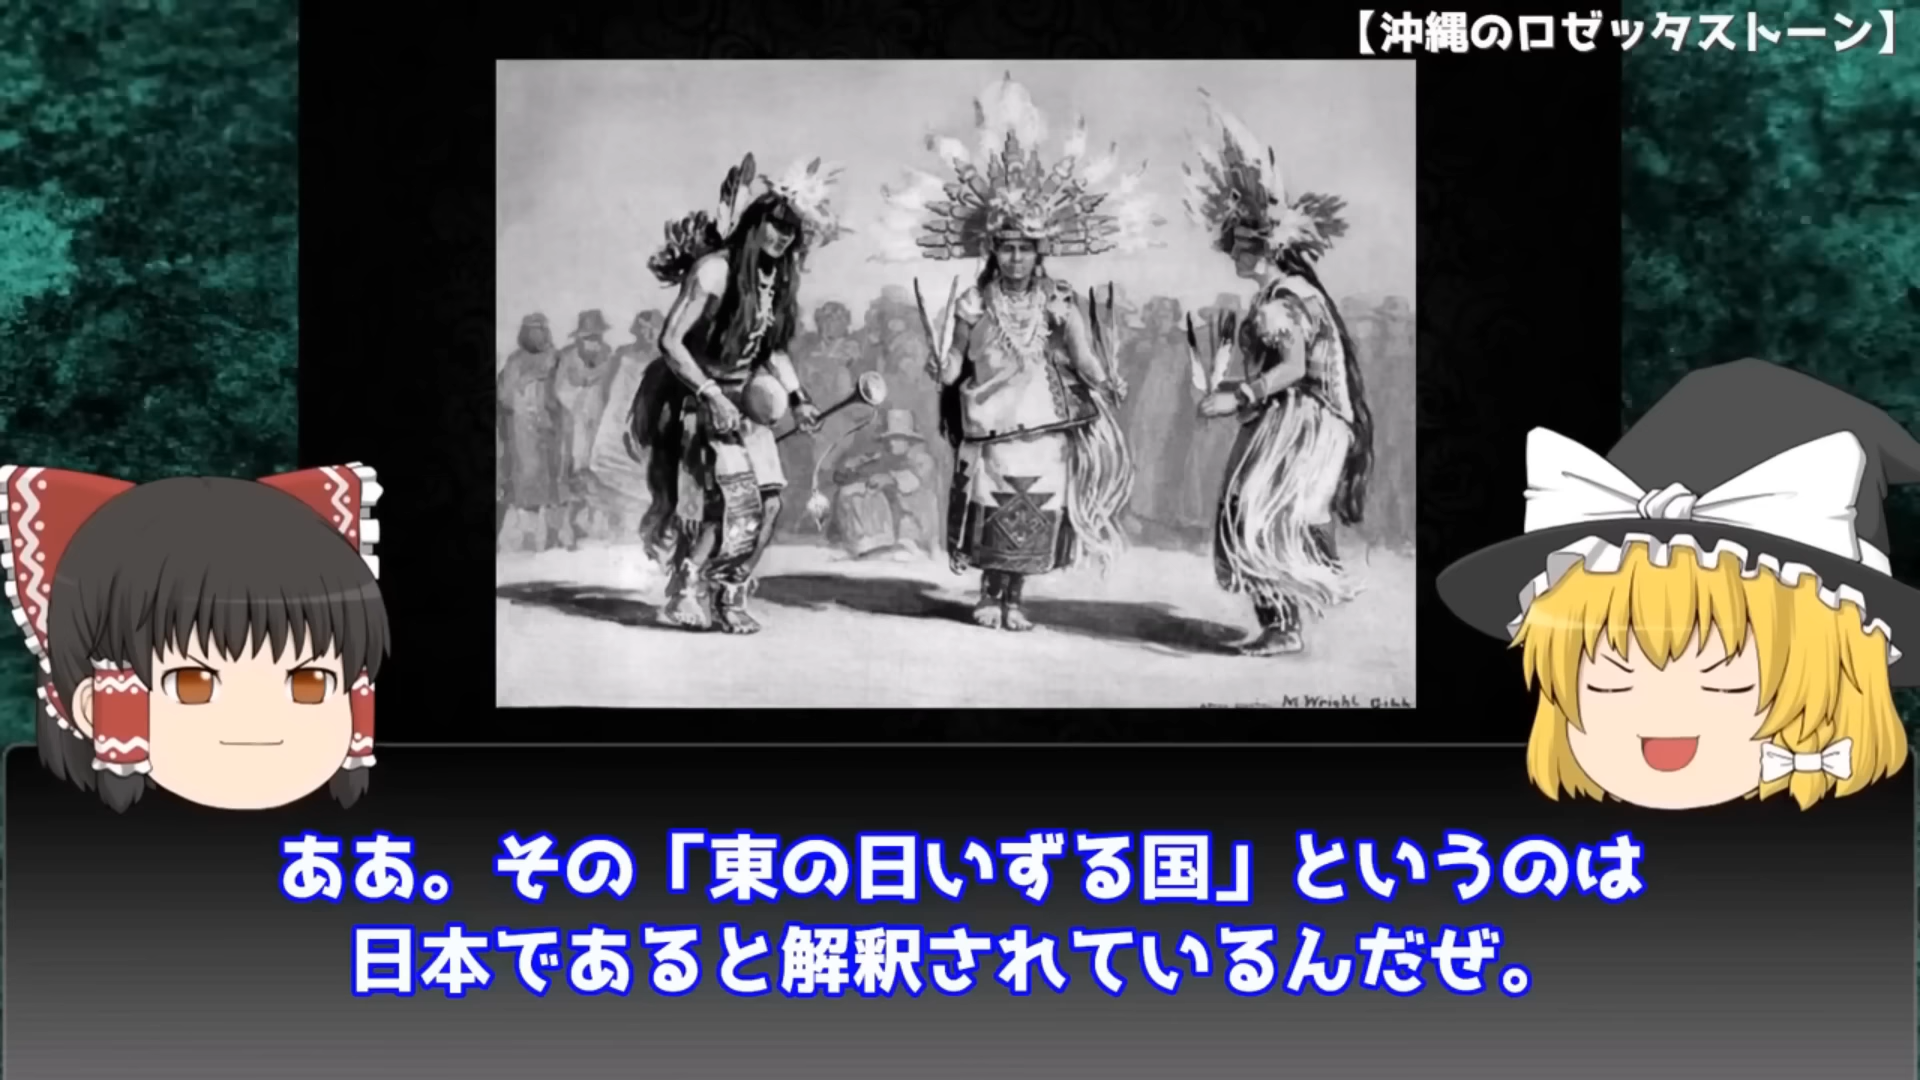 【沖縄のロゼッタストーン】
M Wright
ああ。その「東の日いずる国」というのは
日本であると解釈されているんだぜ。